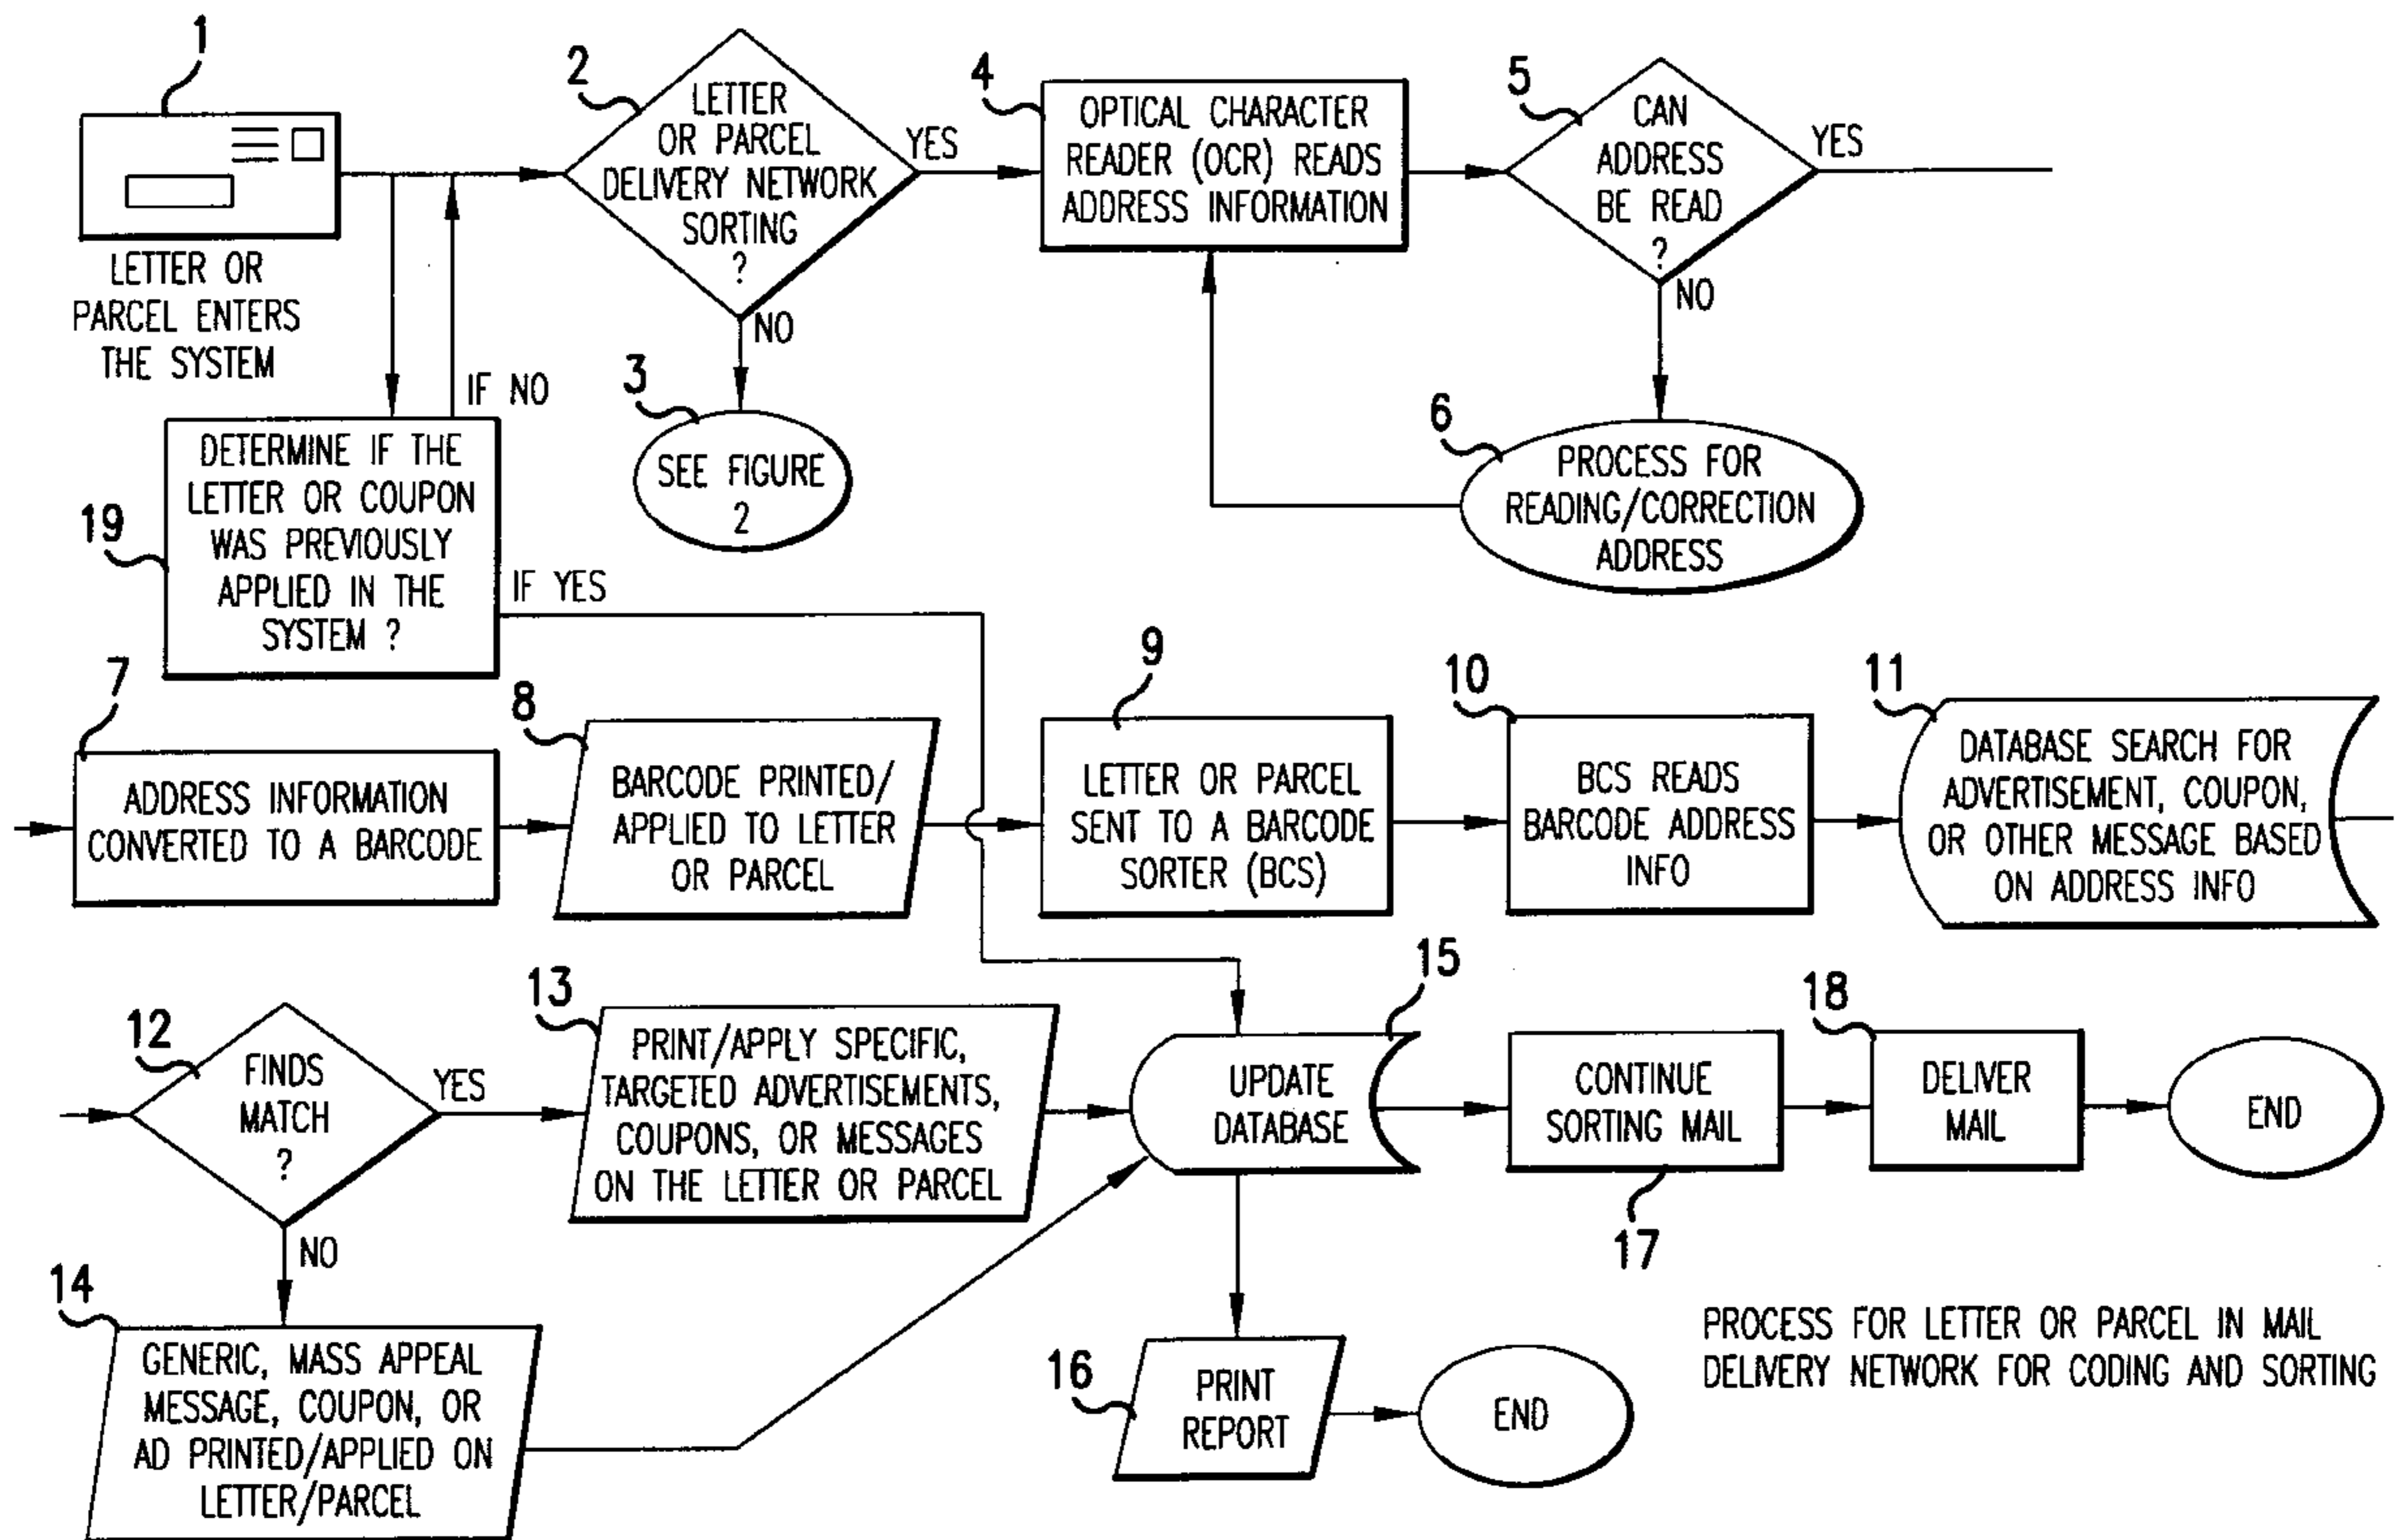 1
LETTER OR
PARCEL ENTERS
THE SYSTEM
2
LETTER
OR PARCEL
DELIVERY NETWORK
SORTING
?
YES
NO
3
SEE FIGURE
2
4
OPTICAL CHARACTER
READER (OCR) READS
ADDRESS INFORMATION
5
CAN
ADDRESS
BE READ
?
YES
NO
6
PROCESS FOR
READING/CORRECTION
ADDRESS
IF NO
19
DETERMINE IF THE
LETTER OR COUPON
WAS PREVIOUSLY
APPLIED IN THE
SYSTEM ?
IF YES
7
ADDRESS INFORMATION
CONVERTED TO A BARCODE
8
BARCODE PRINTED/
APPLIED TO LETTER
OR PARCEL
9
LETTER OR PARCEL
SENT TO A BARCODE
SORTER (BCS)
10
BCS READS
BARCODE ADDRESS
INFO
11
DATABASE SEARCH FOR
ADVERTISEMENT, COUPON,
OR OTHER MESSAGE BASED
ON ADDRESS INFO
12
FINDS
MATCH
?
YES
NO
13
PRINT/APPLY SPECIFIC,
TARGETED ADVERTISEMENTS,
COUPONS, OR MESSAGES
ON THE LETTER OR PARCEL
14
GENERIC, MASS APPEAL
MESSAGE, COUPON, OR
AD PRINTED/APPLIED ON
LETTER/PARCEL
15
UPDATE
DATABASE
16
PRINT
REPORT
END
CONTINUE
SORTING MAIL
17
18
DELIVER
MAIL
END
PROCESS FOR LETTER OR PARCEL IN MAIL
DELIVERY NETWORK FOR CODING AND SORTING